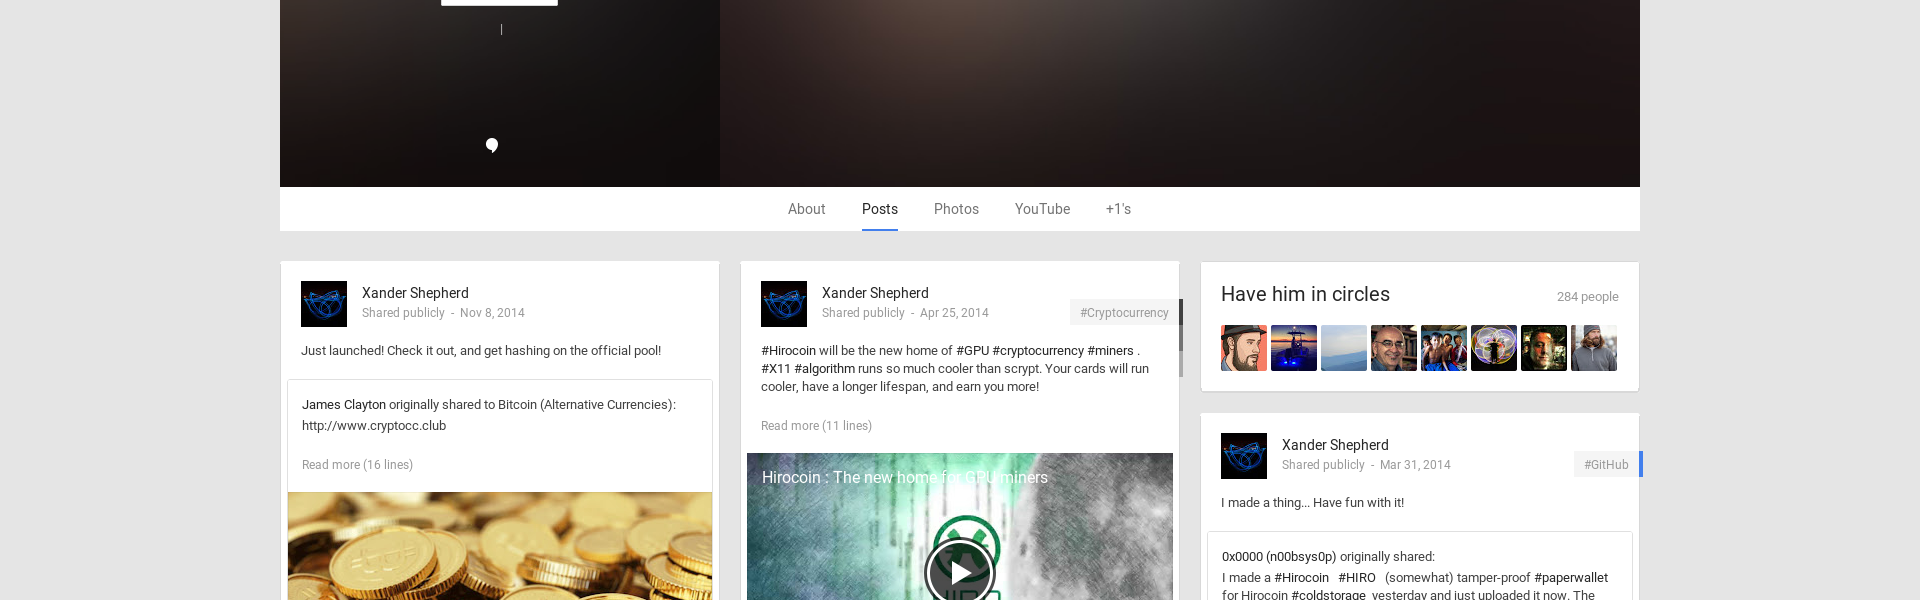 About Posts Photos YouTube +1's
Xander Shepherd
Shared publicly - Nov 8, 2014
Just launched! Check it out, and get hashing on the official pool!
James Clayton originally shared to Bitcoin (Alternative Currencies):
http://www.cryptocc.club
Read more (16 lines)
Xander Shepherd
Shared publicly - Apr 25, 2014
#Cryptocurrency
#Hirocoin will be the new home of #GPU #cryptocurrency #miners .
#X11 #algorithm runs so much cooler than scrypt. Your cards will run
cooler, have a longer lifespan, and earn you more!
Read more (11 lines)
Hirocoin : The new home for GPU miners
Have him in circles
284 people
Xander Shepherd
Shared publicly - Mar 31, 2014
#GitHub
I made a thing... Have fun with it!
0x0000 (n00bsys0p) originally shared:
I made a #Hirocoin #HIRO (somewhat) tamper-proof #paperwallet
for Hirocoin #coldstorage yesterday and just uploaded it now. The